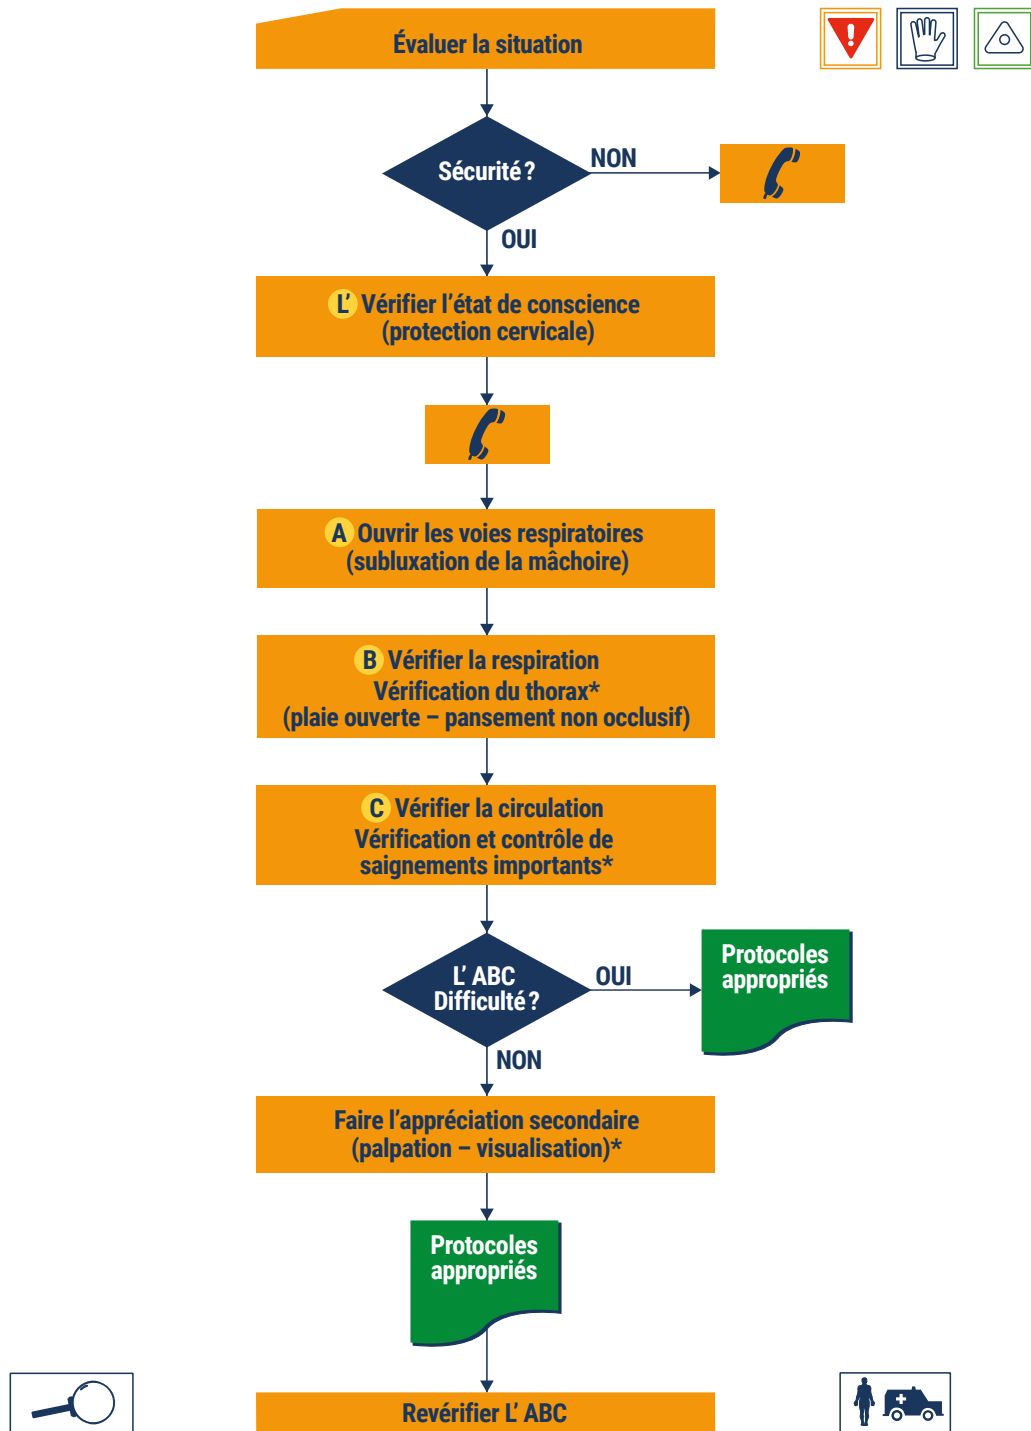 Évaluer la situation
Sécurité ?
NON
OUI
L’ Vérifier l’état de conscience
(protection cervicale)
A Ouvrir les voies respiratoires
(subluxation de la mâchoire)
B Vérifier la respiration
Vérification du thorax*
(plaie ouverte – pansement non occlusif)
C Vérifier la circulation
Vérification et contrôle de
saignements importants*
L’ ABC
Difficulté ?
OUI
Protocoles
appropriés
NON
Faire l’appréciation secondaire
(palpation – visualisation)*
Protocoles
appropriés
Revérifier L’ ABC